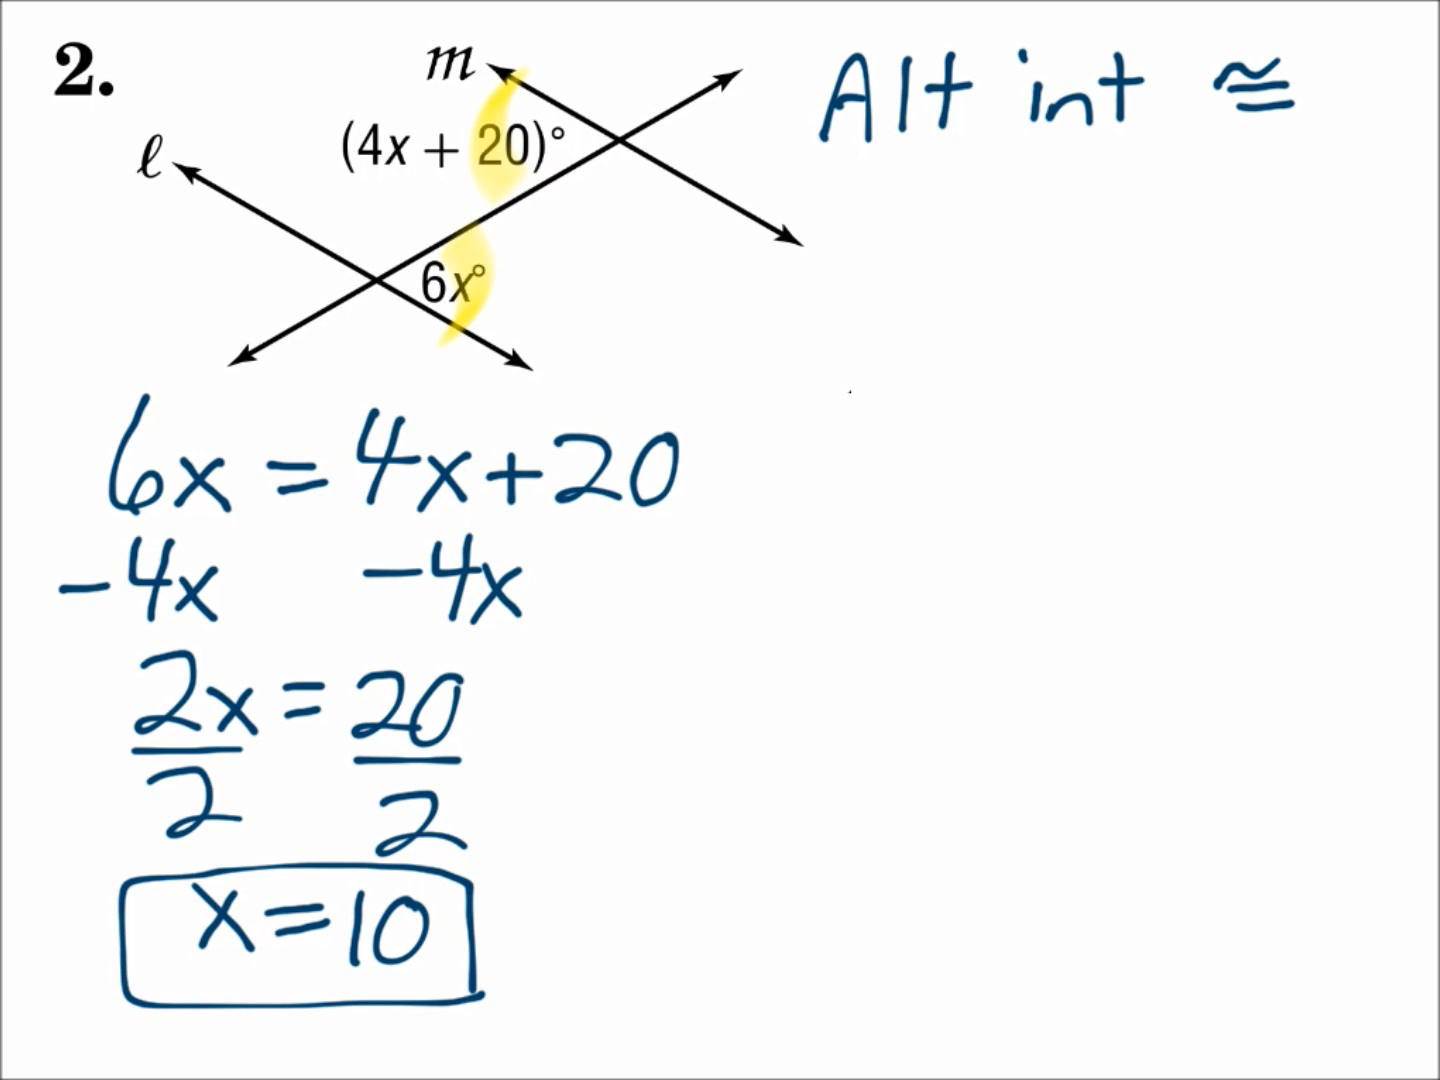 2.
m
Alt int ≅
(4x + 20)°
ℓ
6x°
6x = 4x+20
-4x -4x
2x = 20
2 2
x = 10